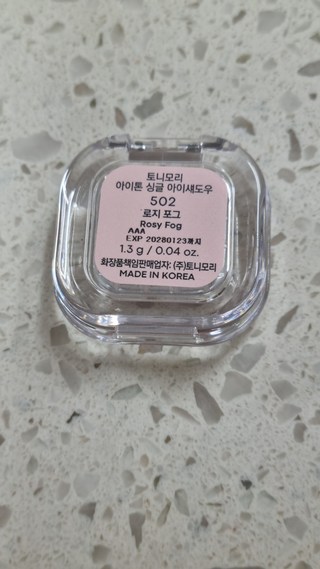 토니모리
아이톤 싱글 아이섀도우
502
로지 포그
Rosy Fog
AAA
EXP 20280123까지
1.3 g / 0.04 oz.
화장품책임판매업자: (주)토니모리
MADE IN KOREA